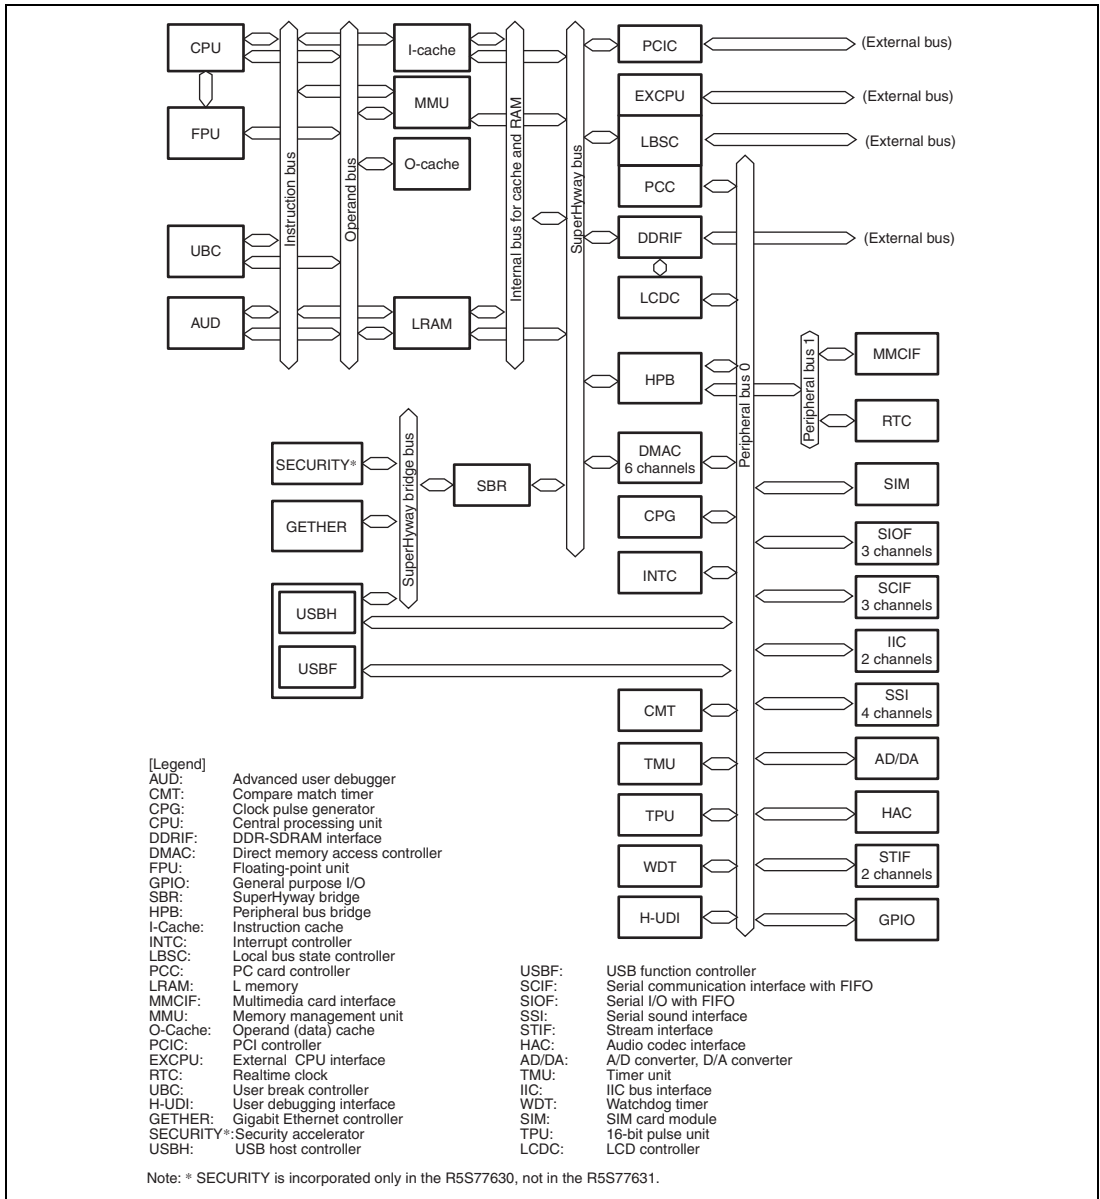 CPU
I-cache
PCIC
(External bus)
MMU
EXCPU
(External bus)
FPU
LBSC
(External bus)
O-cache
PCC
Instruction bus
Operand bus
Internal bus for cache and RAM
SuperHyway bus
UBC
DDRIF
(External bus)
LCDC
AUD
LRAM
HPB
Peripheral bus 0
Peripheral bus 1
MMCIF
RTC
SECURITY*
SuperHyway bridge bus
SBR
DMAC
6 channels
SIM
GETHER
CPG
SIOF
3 channels
INTC
SCIF
3 channels
USBH
IIC
2 channels
USBF
SSI
4 channels
CMT
TMU
AD/DA
TPU
HAC
WDT
STIF
2 channels
H-UDI
GPIO
[Legend]
AUD: Advanced user debugger
CMT: Compare match timer
CPG: Clock pulse generator
CPU: Central processing unit
DDRIF: DDR-SDRAM interface
DMAC: Direct memory access controller
FPU: Floating-point unit
GPIO: General purpose I/O
SBR: SuperHyway bridge
HPB: Peripheral bus bridge
I-Cache: Instruction cache
INTC: Interrupt controller
LBSC: Local bus state controller
PCC: PC card controller
LRAM: L memory
MMCIF: Multimedia card interface
MMU: Memory management unit
O-Cache: Operand (data) cache
PCIC: PCI controller
EXCPU: External CPU interface
RTC: Realtime clock
UBC: User break controller
H-UDI: User debugging interface
GETHER: Gigabit Ethernet controller
SECURITY*:Security accelerator
USBH: USB host controller
USBF: USB function controller
SCIF: Serial communication interface with FIFO
SIOF: Serial I/O with FIFO
SSI: Serial sound interface
STIF: Stream interface
HAC: Audio codec interface
AD/DA: A/D converter, D/A converter
TMU: Timer unit
IIC: IIC bus interface
WDT: Watchdog timer
SIM: SIM card module
TPU: 16-bit pulse unit
LCDC: LCD controller
Note: * SECURITY is incorporated only in the R5S77630, not in the R5S77631.